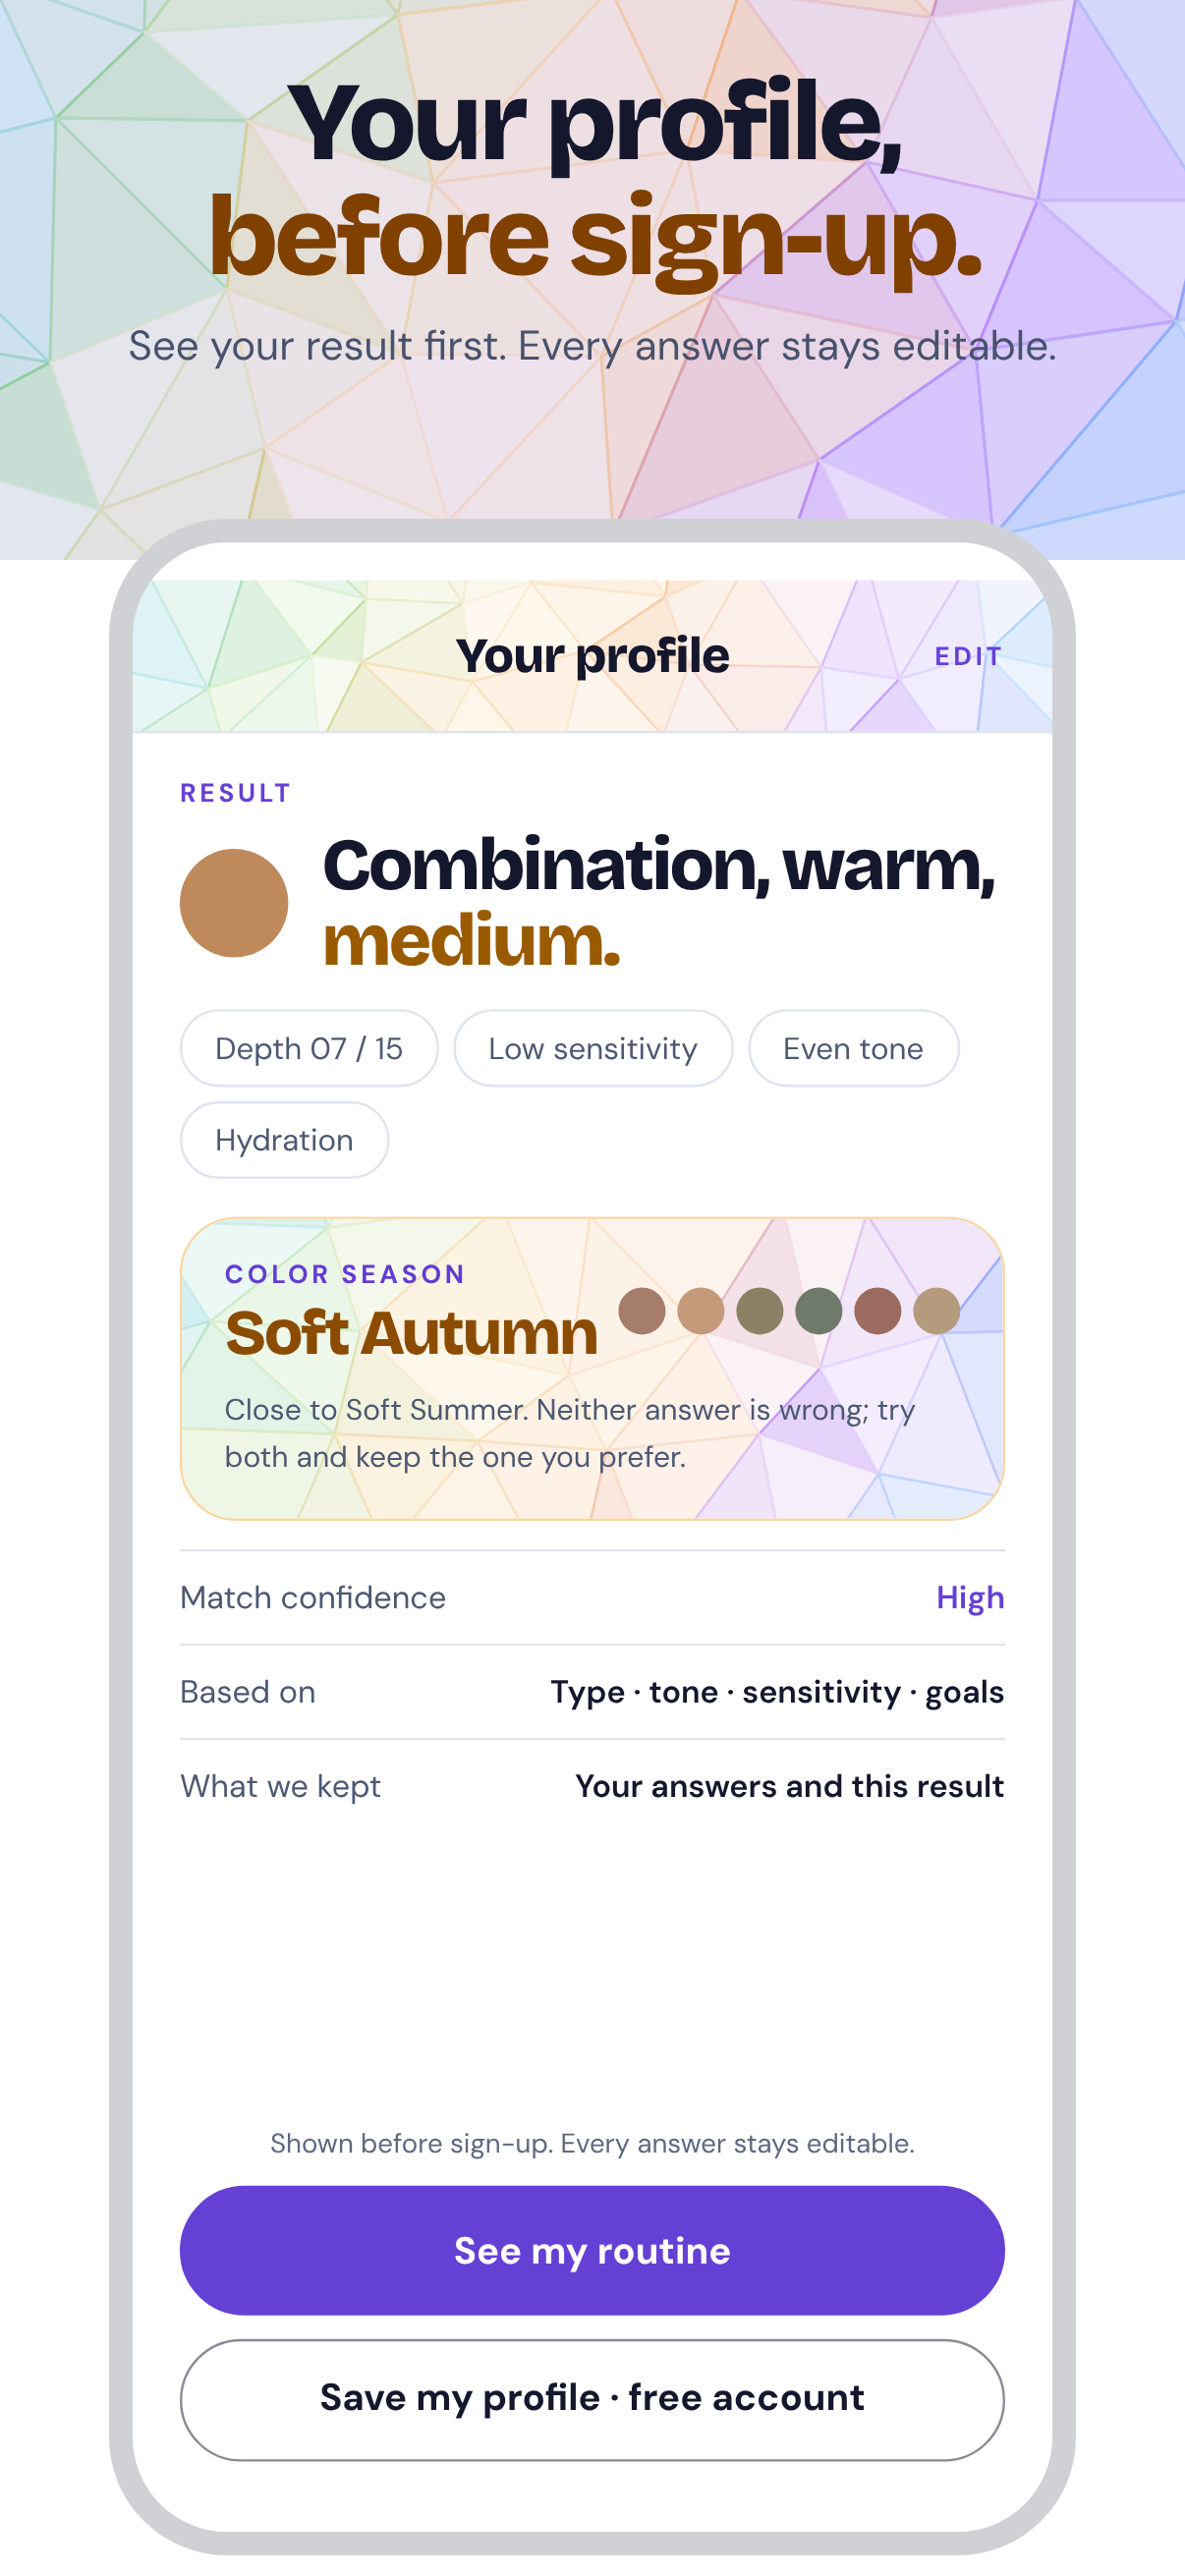 Your profile,
before sign-up.
See your result first. Every answer stays editable.
Your profile
EDIT
RESULT
Combination, warm,
medium.
Depth 07 / 15
Low sensitivity
Even tone
Hydration
COLOR SEASON
Soft Autumn
Close to Soft Summer. Neither answer is wrong; try
both and keep the one you prefer.
Match confidence
High
Based on
Type · tone · sensitivity · goals
What we kept
Your answers and this result
Shown before sign-up. Every answer stays editable.
See my routine
Save my profile · free account